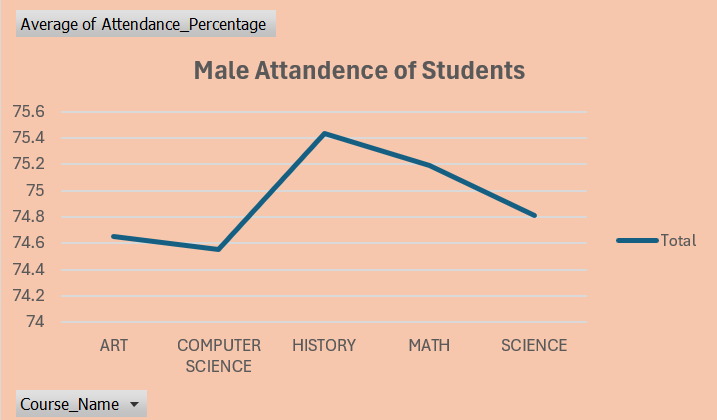 Average of Attendance_Percentage
Male Attandence of Students
75.6
75.4
75.2
75
74.8
74.6
74.4
74.2
74
ART
COMPUTER
SCIENCE
HISTORY
MATH
SCIENCE
Total
Course_Name